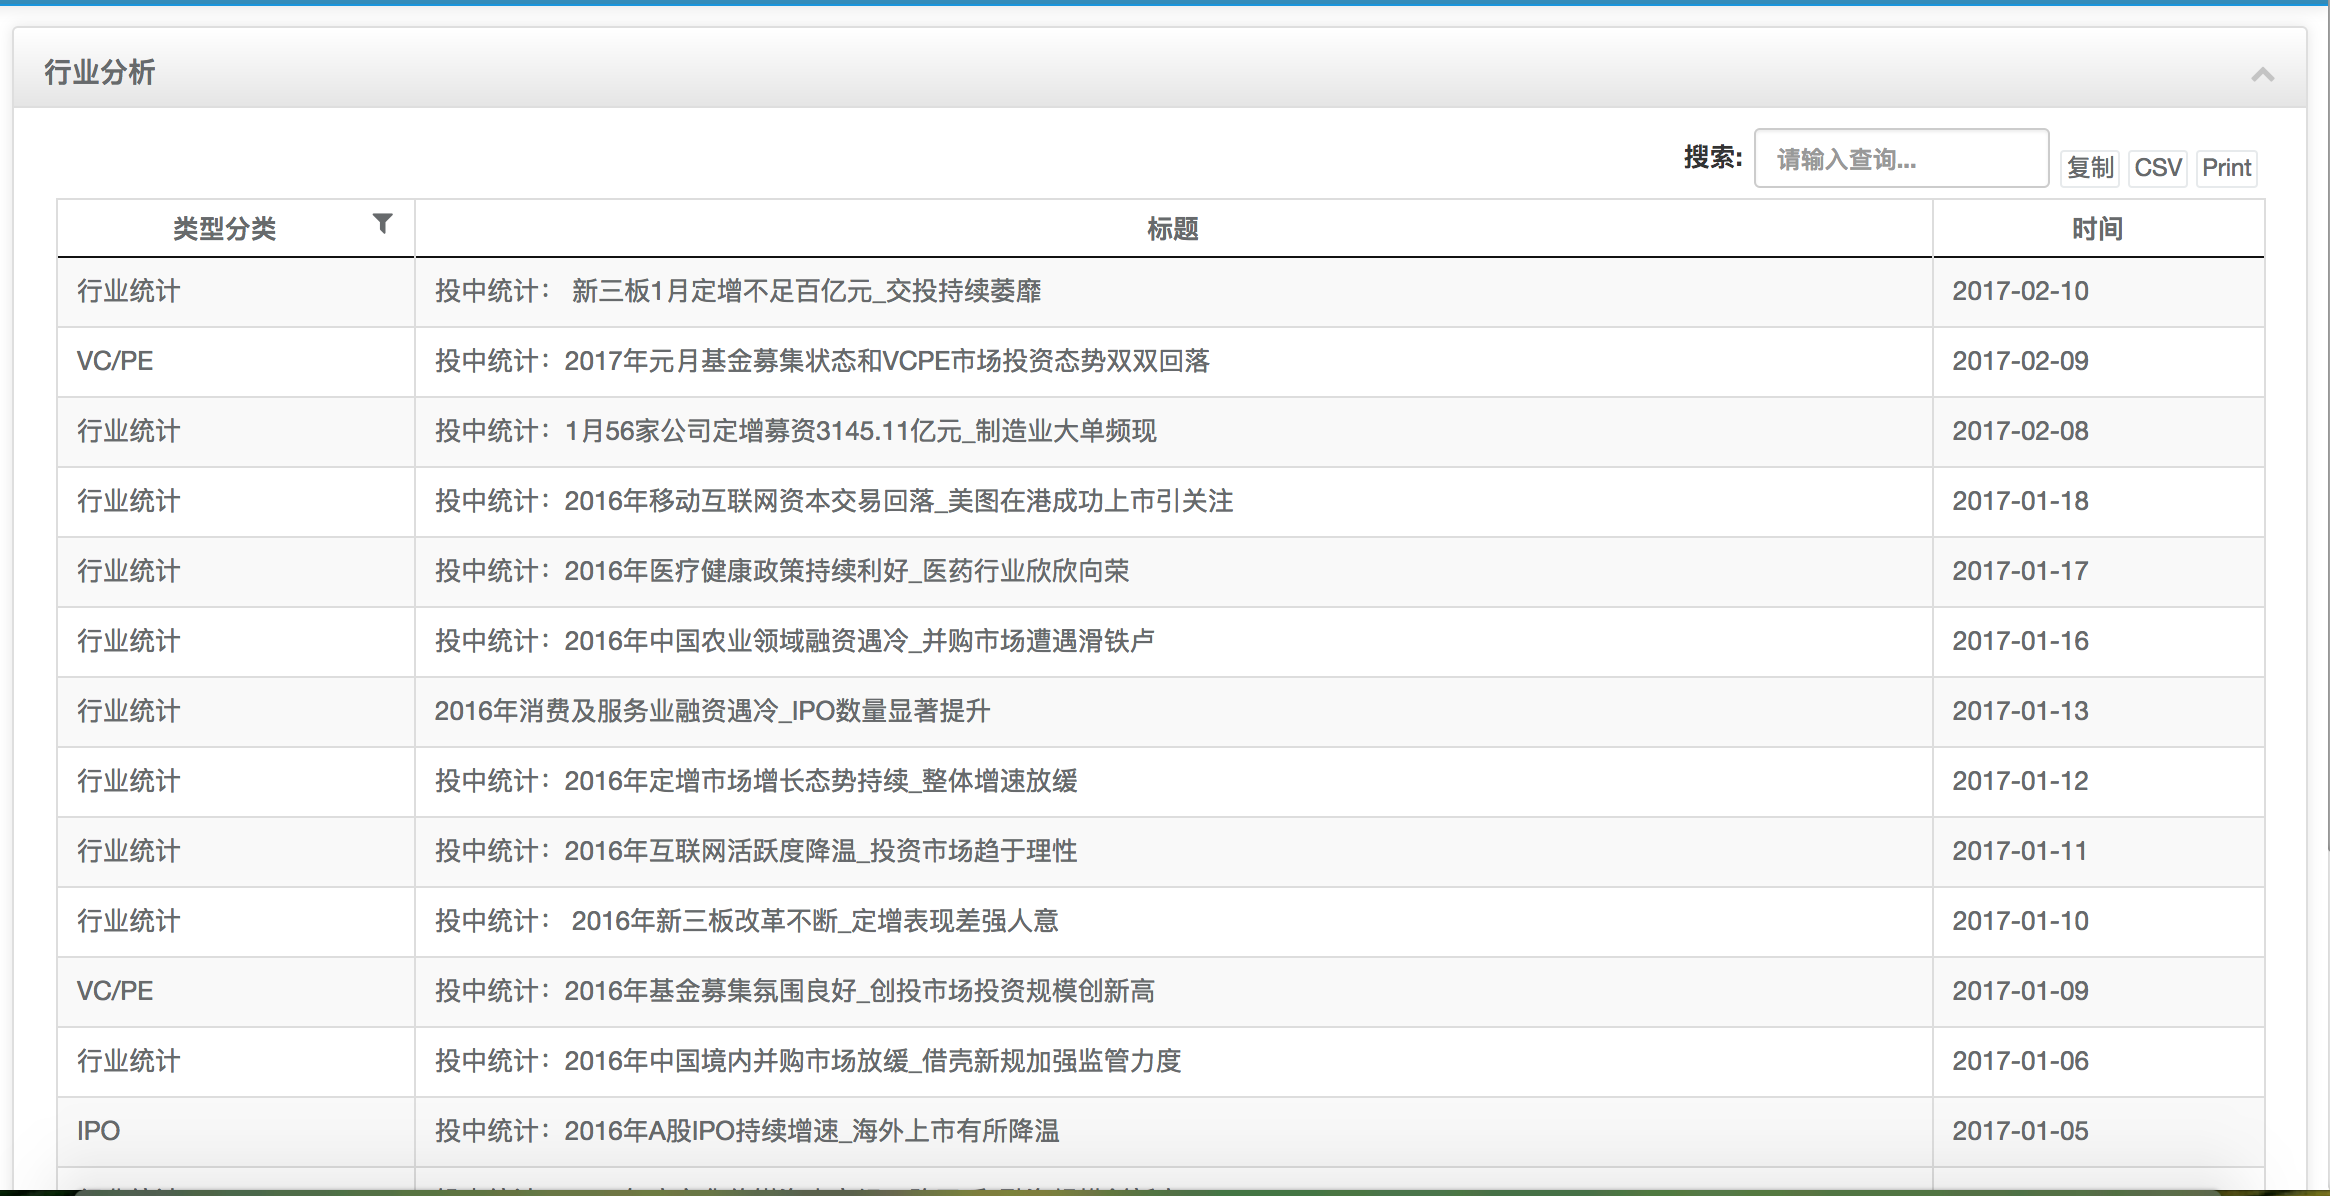 行业分析
搜索: 请输入查询... 复制 CSV Print
类型分类 标题 时间
行业统计 投中统计： 新三板1月定增不足百亿元_交投持续萎靡 2017-02-10
VC/PE 投中统计：2017年元月基金募集状态和VCPE市场投资态势双双回落 2017-02-09
行业统计 投中统计：1月56家公司定增募资3145.11亿元_制造业大单频现 2017-02-08
行业统计 投中统计：2016年移动互联网资本交易回落_美图在港成功上市引关注 2017-01-18
行业统计 投中统计：2016年医疗健康政策持续利好_医药行业欣欣向荣 2017-01-17
行业统计 投中统计：2016年中国农业领域融资遇冷_并购市场遭遇滑铁卢 2017-01-16
行业统计 2016年消费及服务业融资遇冷_IPO数量显著提升 2017-01-13
行业统计 投中统计：2016年定增市场增长态势持续_整体增速放缓 2017-01-12
行业统计 投中统计：2016年互联网活跃度降温_投资市场趋于理性 2017-01-11
行业统计 投中统计： 2016年新三板改革不断_定增表现差强人意 2017-01-10
VC/PE 投中统计：2016年基金募集氛围良好_创投市场投资规模创新高 2017-01-09
行业统计 投中统计：2016年中国境内并购市场放缓_借壳新规加强监管力度 2017-01-06
IPO 投中统计：2016年A股IPO持续增速_海外上市有所降温 2017-01-05